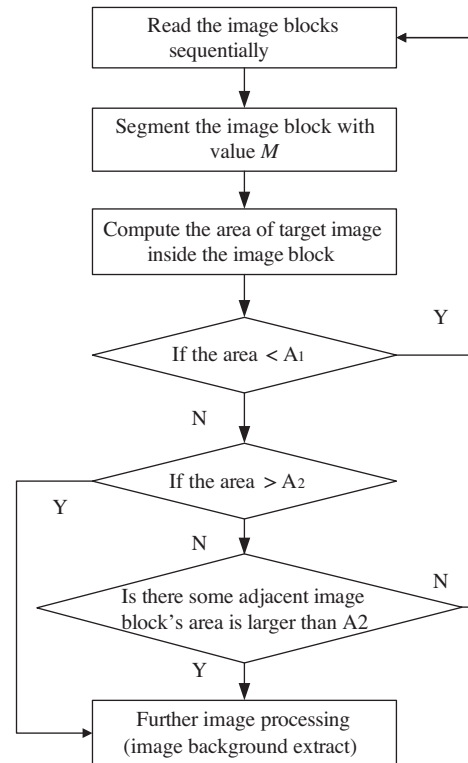 Read the image blocks
sequentially
Segment the image block with
value M
Compute the area of target image
inside the image block
Y
If the area < A1
N
If the area > A2
Y
N
N
Is there some adjacent image
block's area is larger than A2
Y
Further image processing
(image background extract)